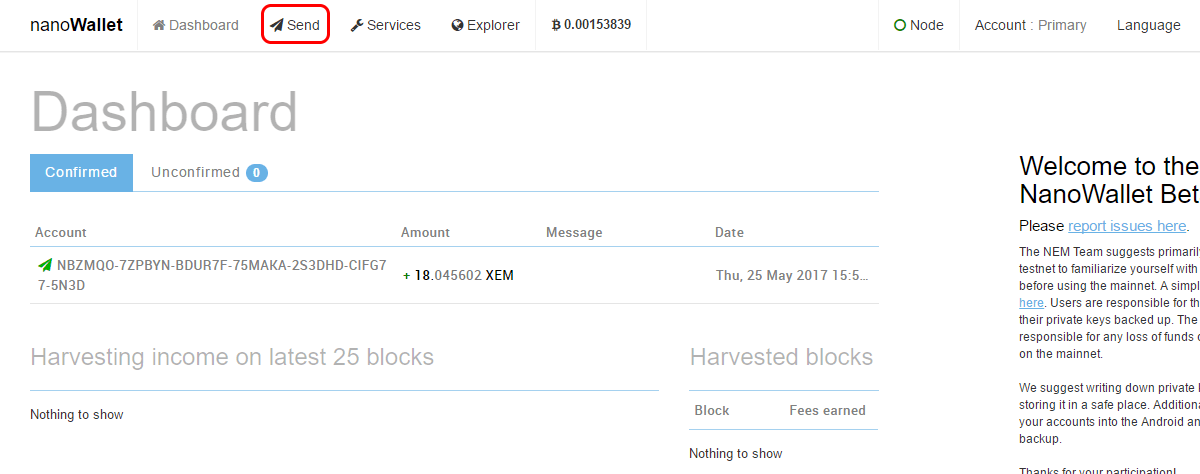 nanoWallet Dashboard Send Services Explorer ฿ 0.00153839 Node Account : Primary Language
Dashboard
Confirmed Unconfirmed 0
Account Amount Message Date
NBZMQO-7ZPBYN-BDUR7F-75MAKA-2S3DHD-CIFG7
7-5N3D
+ 18.045602 XEM
Thu, 25 May 2017 15:5...
Harvesting income on latest 25 blocks
Nothing to show
Harvested blocks
Block Fees earned
Nothing to show
Welcome to the
NanoWallet Bet
Please report issues here.
The NEM Team suggests primaril
testnet to familiarize yourself with
before using the mainnet. A simpl
here. Users are responsible for th
their private keys backed up. The
responsible for any loss of funds o
on the mainnet.
We suggest writing down private
storing it in a safe place. Additiona
your accounts into the Android an
backup.
Thanks for your participation!